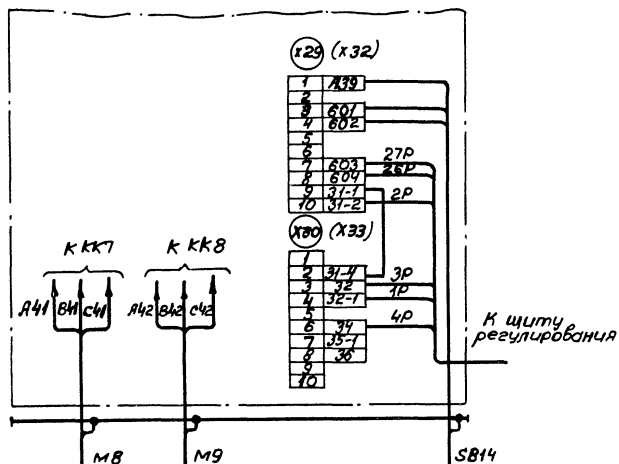 X29 (X32)
1 A39
2
3 601
4 602
5
6
7 603 27P
8 604 26P
9 31-1
10 31-2 2P
X30 (X33)
1
2 31-4
3 32 3P
4 32-1 1P
5
6 34 4P
7 35-1
8 36
9
10
К КК7 К КК8
A41 B41 C41 A42 B42 C42
К щиту
регулирования
М8 М9 SB14